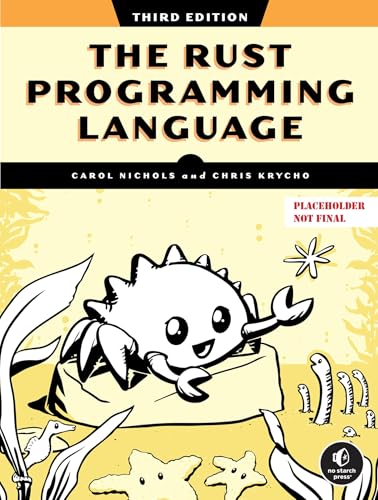 THIRD EDITION
THE RUST
PROGRAMMING
LANGUAGE
CAROL NICHOLS and CHRIS KRYCHO
PLACEHOLDER
NOT FINAL
no starch
press®